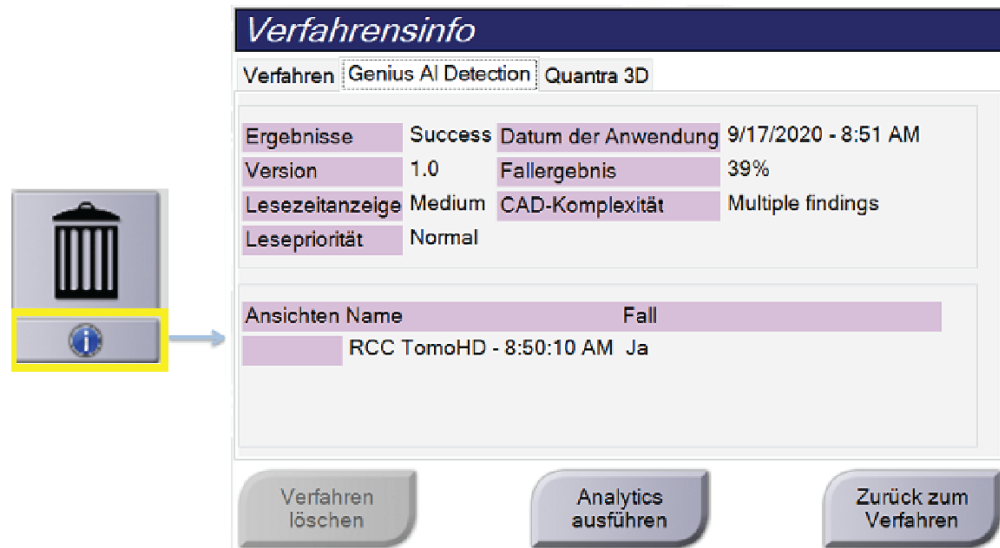 Verfahrensinfo
Verfahren Genius AI Detection Quantra 3D
Ergebnisse Success Datum der Anwendung 9/17/2020 - 8:51 AM
Version 1.0 Fallergebnis 39%
Lesezeitanzeige Medium CAD-Komplexität Multiple findings
Lesepriorität Normal
Ansichten Name Fall
RCC TomoHD - 8:50:10 AM Ja
Verfahren löschen
Analytics ausführen
Zurück zum Verfahren